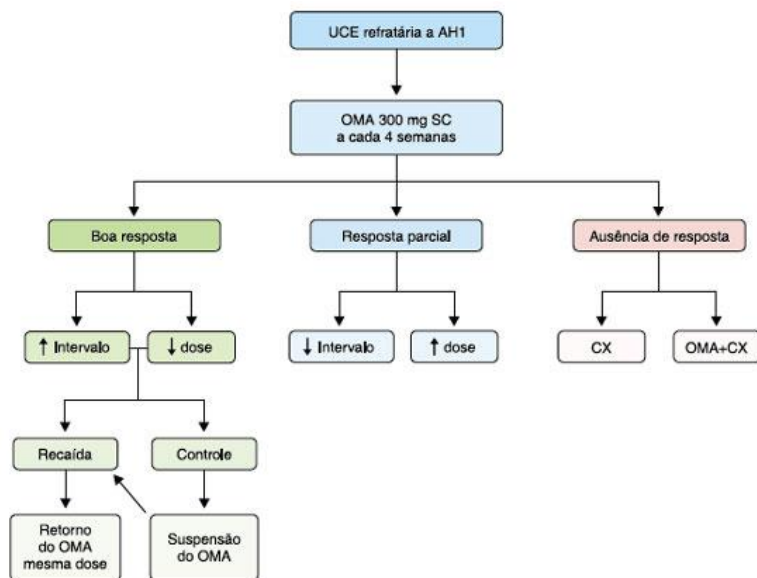 UCE refratária a AH1
OMA 300 mg SC
a cada 4 semanas
Boa resposta
Resposta parcial
Ausência de resposta
↑ Intervalo
↓ dose
↓ Intervalo
↑ dose
CX
OMA+CX
Recaída
Controle
Retorno
do OMA
mesma dose
Suspensão
do OMA